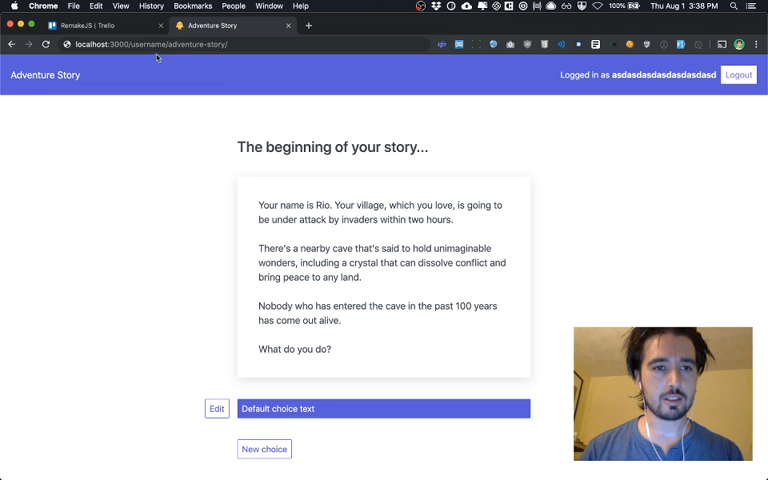 Chrome File Edit View History Bookmarks People Window Help 100% Thu Aug 1 3:38 PM
RemakeJS | Trello
Adventure Story
localhost:3000/username/adventure-story/
Adventure Story
Logged in as asdasdasdasdasdasdasd Logout
The beginning of your story...
Your name is Rio. Your village, which you love, is going to
be under attack by invaders within two hours.
There's a nearby cave that's said to hold unimaginable
wonders, including a crystal that can dissolve conflict and
bring peace to any land.
Nobody who has entered the cave in the past 100 years
has come out alive.
What do you do?
Edit Default choice text
New choice